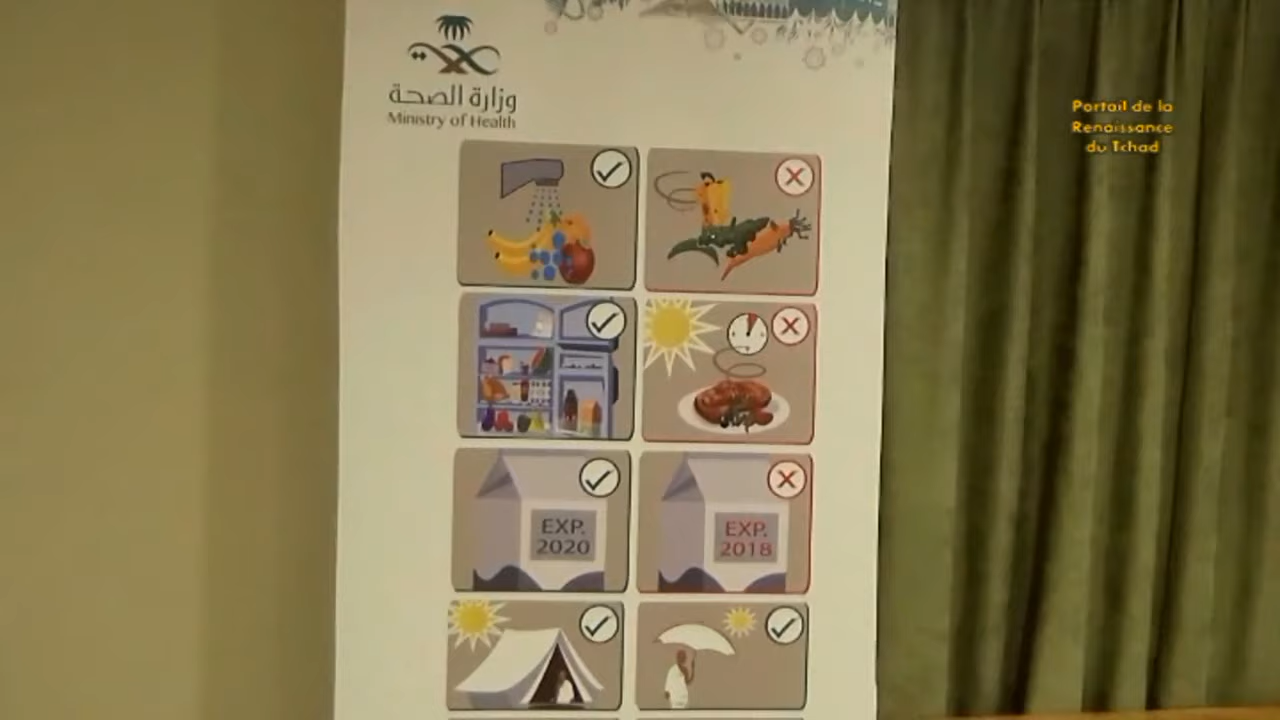 وزارة الصحة
Ministry of Health
Portail de la
Renaissance
du Tchad
EXP.
2020
EXP.
2018